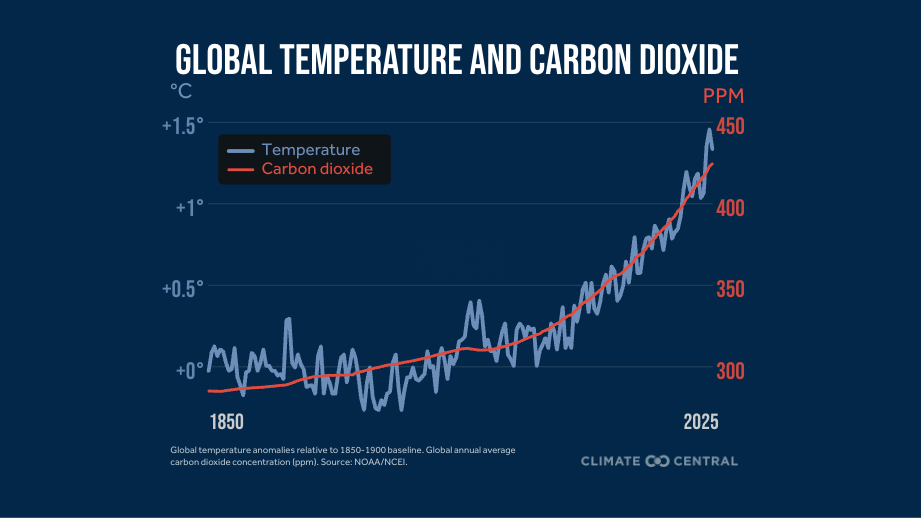 GLOBAL TEMPERATURE AND CARBON DIOXIDE
°C
PPM
+1.5°
450
Temperature
Carbon dioxide
+1°
400
+0.5°
350
+0°
300
1850
2025
Global temperature anomalies relative to 1850-1900 baseline. Global annual average
carbon dioxide concentration (ppm). Source: NOAA/NCEI.
CLIMATE CENTRAL